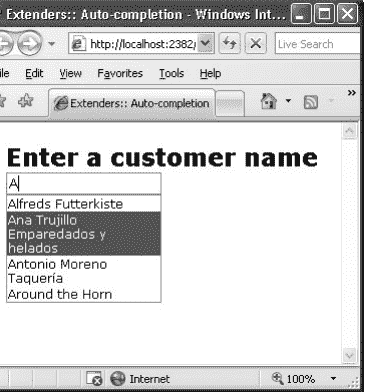 Extenders:: Auto-completion - Windows Int...
http://localhost:2382/
Live Search
ile Edit View Favorites Tools Help
Extenders:: Auto-completion
»
Enter a customer name
A
Alfreds Futterkiste
Ana Trujillo
Emparedados y
helados
Antonio Moreno
Taquería
Around the Horn
Internet
100%